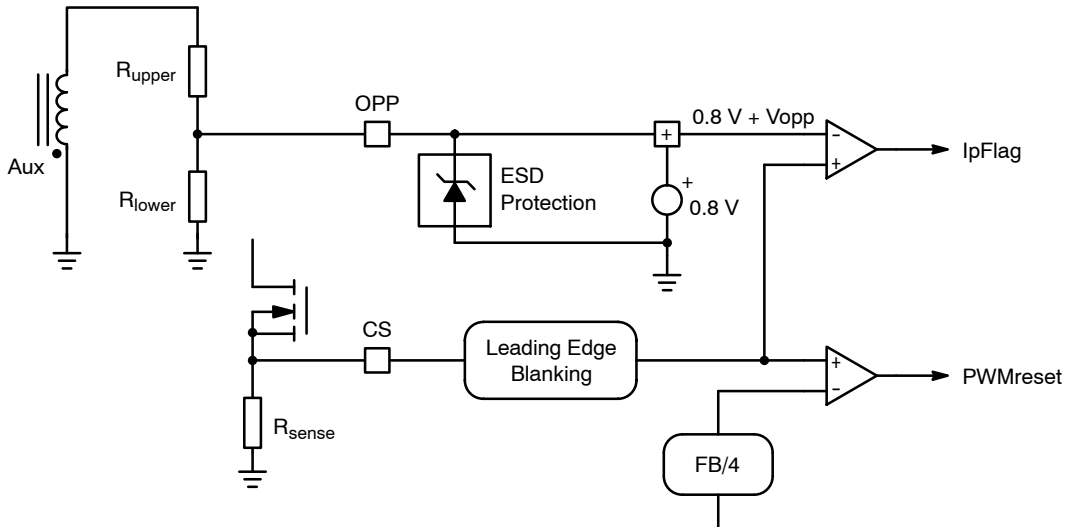 Rupper
OPP
0.8 V + Vopp
+
−
+
IpFlag
Aux
Rlower
ESD
Protection
+
0.8 V
CS
Leading Edge
Blanking
+
−
PWMreset
Rsense
FB/4